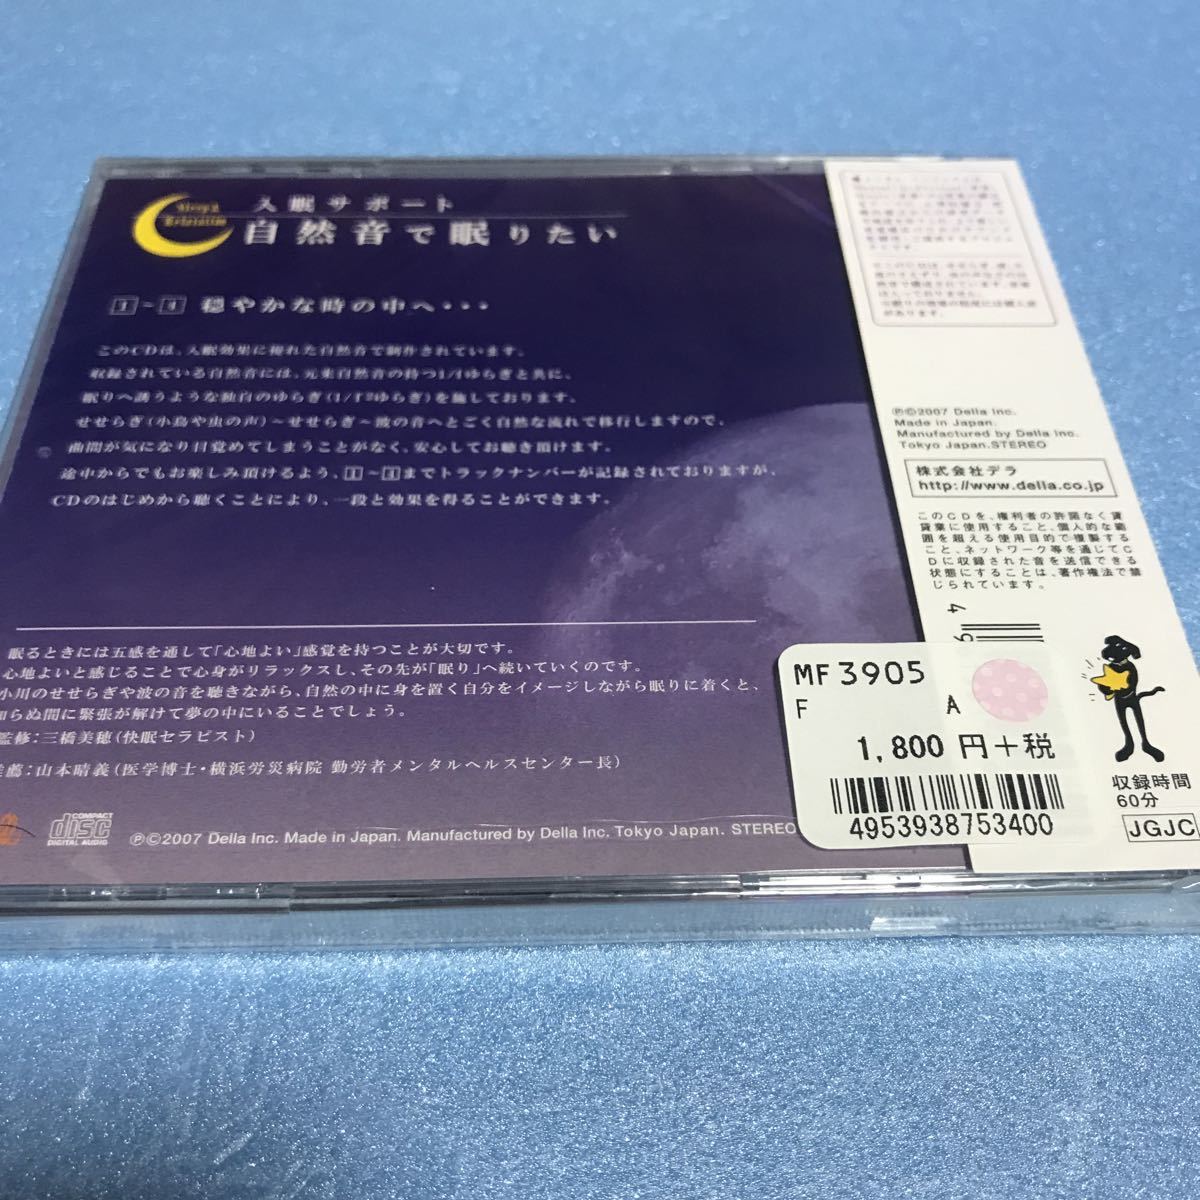 入眠サポート
自然音で眠りたい
1～4 穏やかな時の中へ・・・
このCDは、入眠効果に優れた自然音で制作されています。
収録されている自然音には、元来自然音の持つ1/fゆらぎと共に、
眠りへ誘うような独自のゆらぎ(1/f²ゆらぎ)を施しております。
せせらぎ(小鳥や虫の声)～せせらぎ～波の音へとごく自然な流れで移行しますので、
曲間が気になり目覚めてしまうことがなく、安心してお聴き頂けます。
途中からでもお楽しみ頂けるよう、1～4までトラックナンバーが記録されておりますが、
CDのはじめから聴くことにより、一段と効果を得ることができます。
眠るときには五感を通して「心地よい」感覚を持つことが大切です。
心地よいと感じることで心身がリラックスし、その先が「眠り」へ続いていくのです。
小川のせせらぎや波の音を聴きながら、自然の中に身を置く自分をイメージしながら眠りに着くと、
知らぬ間に緊張が解けて夢の中にいることでしょう。
監修:三橋美穂(快眠セラピスト)
推薦:山本晴義(医学博士・横浜労災病院 勤労者メンタルヘルスセンター長)
COMPACT
disc
DIGITAL AUDIO
Ⓟ©2007 Della Inc. Made in Japan. Manufactured by Della Inc. Tokyo Japan. STEREO
Ⓟ©2007 Della Inc.
Made in Japan.
Manufactured by Della Inc.
Tokyo Japan.STEREO
株式会社デラ
http://www.della.co.jp
このCDを、権利者の許諾なく賃
貸業に使用すること、個人的な範
囲を超える使用目的で複製する
こと、ネットワーク等を通じてC
Dに収録された音を送信できる
状態にすることは、著作権法で禁
じられています。
MF3905
F A
1,800 円+税
4953938753400
収録時間
60分
JGJC